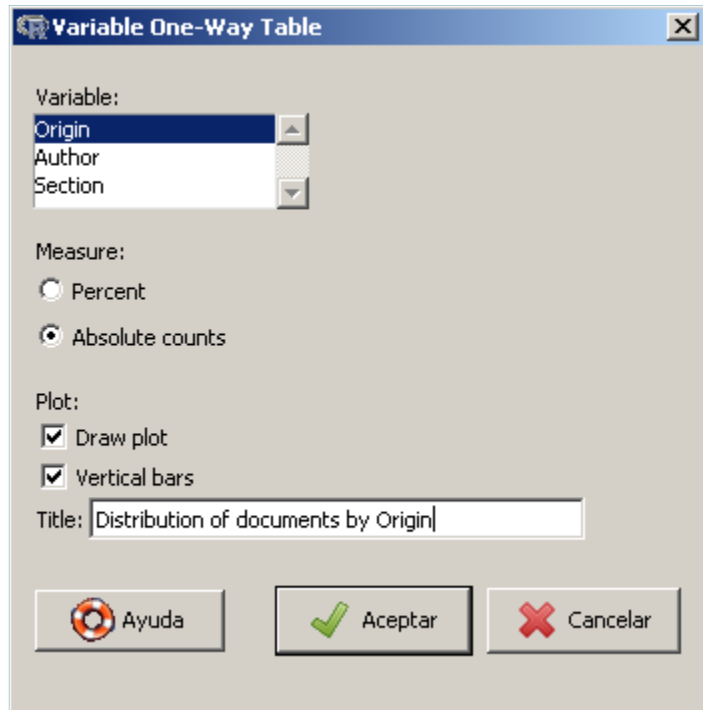 Variable One-Way Table
Variable:
Origin
Author
Section
Measure:
Percent
Absolute counts
Plot:
Draw plot
Vertical bars
Title: Distribution of documents by Origin
Ayuda Aceptar Cancelar